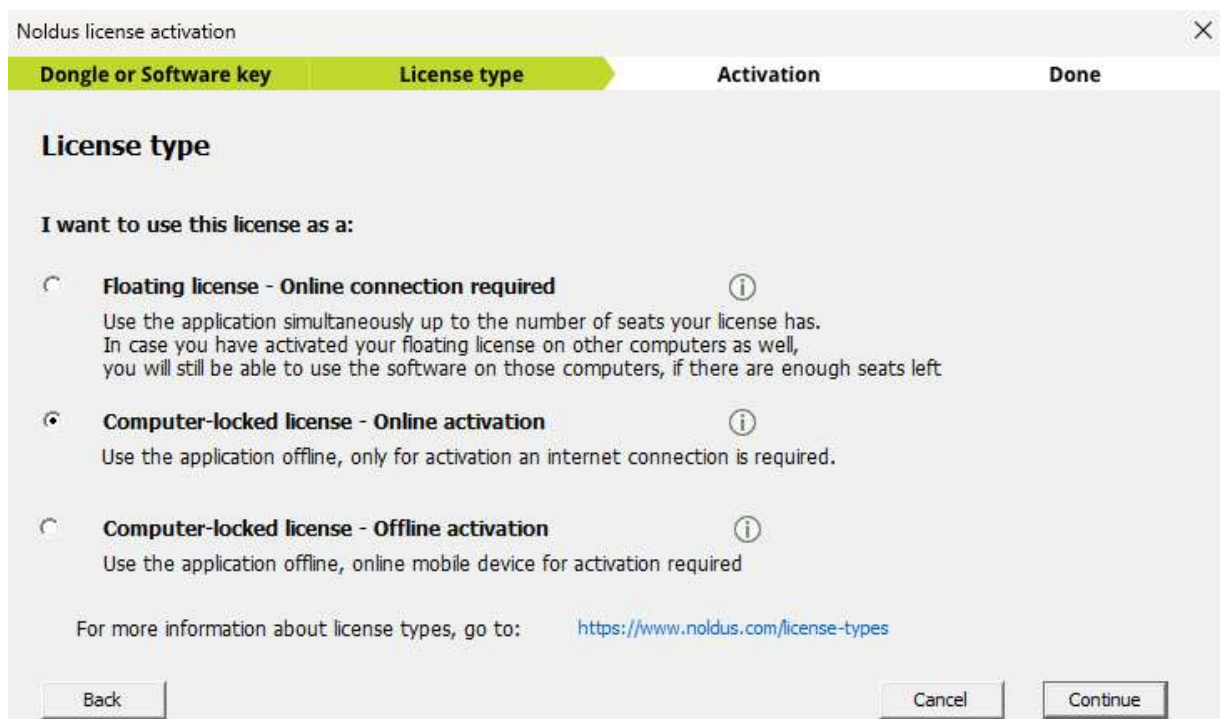 Noldus license activation
Dongle or Software key License type Activation Done
License type
I want to use this license as a:
Floating license - Online connection required
Use the application simultaneously up to the number of seats your license has.
In case you have activated your floating license on other computers as well,
you will still be able to use the software on those computers, if there are enough seats left
Computer-locked license - Online activation
Use the application offline, only for activation an internet connection is required.
Computer-locked license - Offline activation
Use the application offline, online mobile device for activation required
For more information about license types, go to: https://www.noldus.com/license-types
Back Cancel Continue